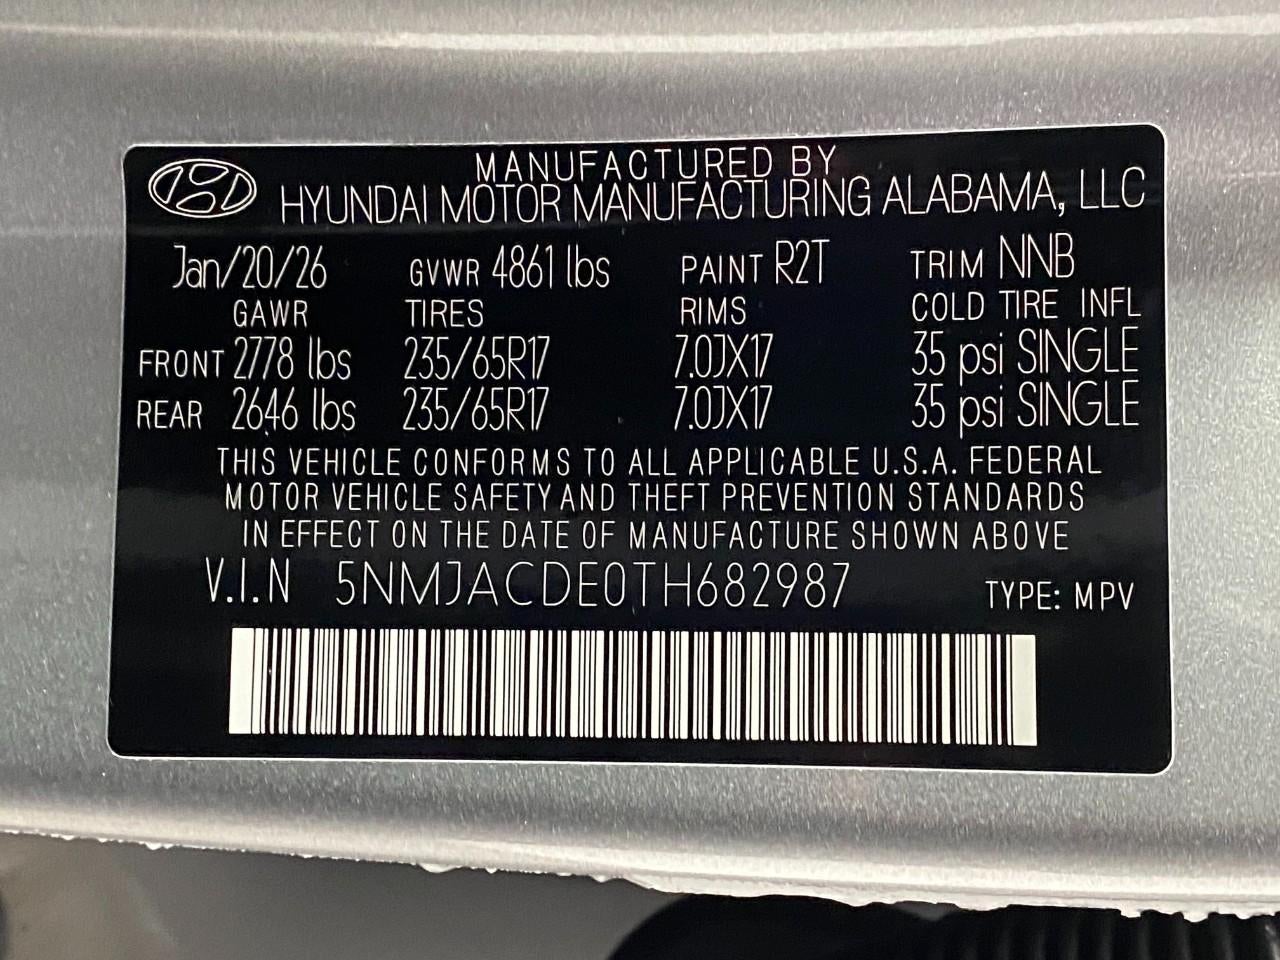 MANUFACTURED BY
HYUNDAI MOTOR MANUFACTURING ALABAMA, LLC
Jan/20/26 GVWR 4861 lbs PAINT R2T TRIM NNB
GAWR TIRES RIMS COLD TIRE INFL
FRONT 2778 lbs 235/65R17 7.0JX17 35 psi SINGLE
REAR 2646 lbs 235/65R17 7.0JX17 35 psi SINGLE
THIS VEHICLE CONFORMS TO ALL APPLICABLE U.S.A. FEDERAL
MOTOR VEHICLE SAFETY AND THEFT PREVENTION STANDARDS
IN EFFECT ON THE DATE OF MANUFACTURE SHOWN ABOVE
V.I.N 5NMJACDE0TH682987 TYPE: MPV